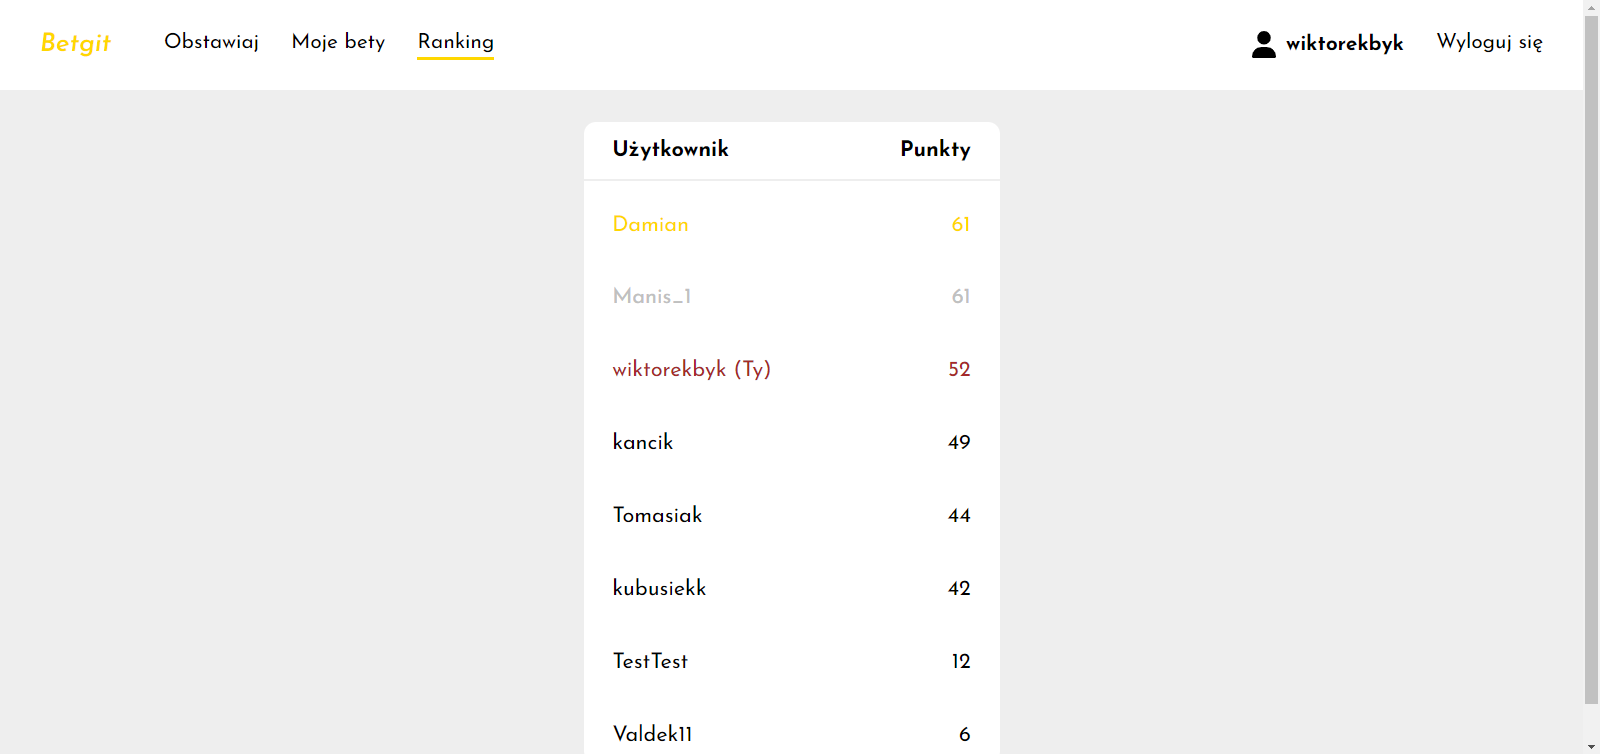 Betgit Obstawiaj Moje bety Ranking wiktorekbyk Wyloguj się
Użytkownik Punkty
Damian 61
Manis_1 61
wiktorekbyk (Ty) 52
kancik 49
Tomasiak 44
kubusiekk 42
TestTest 12
Valdek11 6